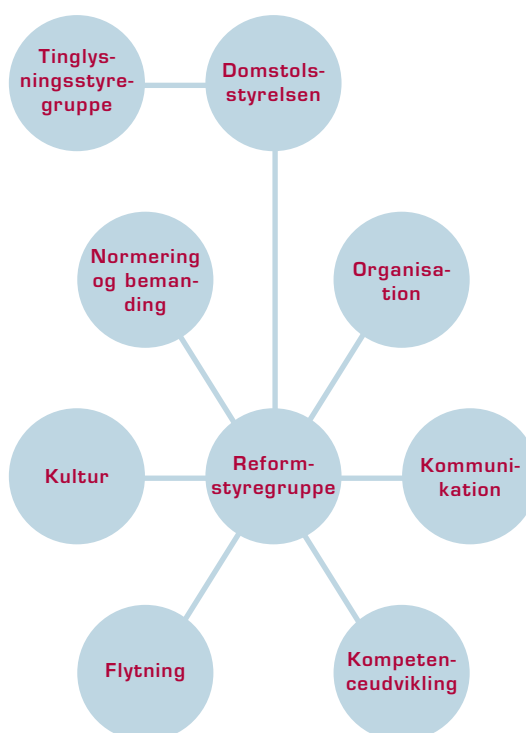 Tinglys-
ningsstyre-
gruppe
Domstols-
styrelsen
Normering
og beman-
ding
Organisa-
tion
Kultur
Reform-
styregruppe
Kommuni-
kation
Flytning
Kompeten-
ceudvikling